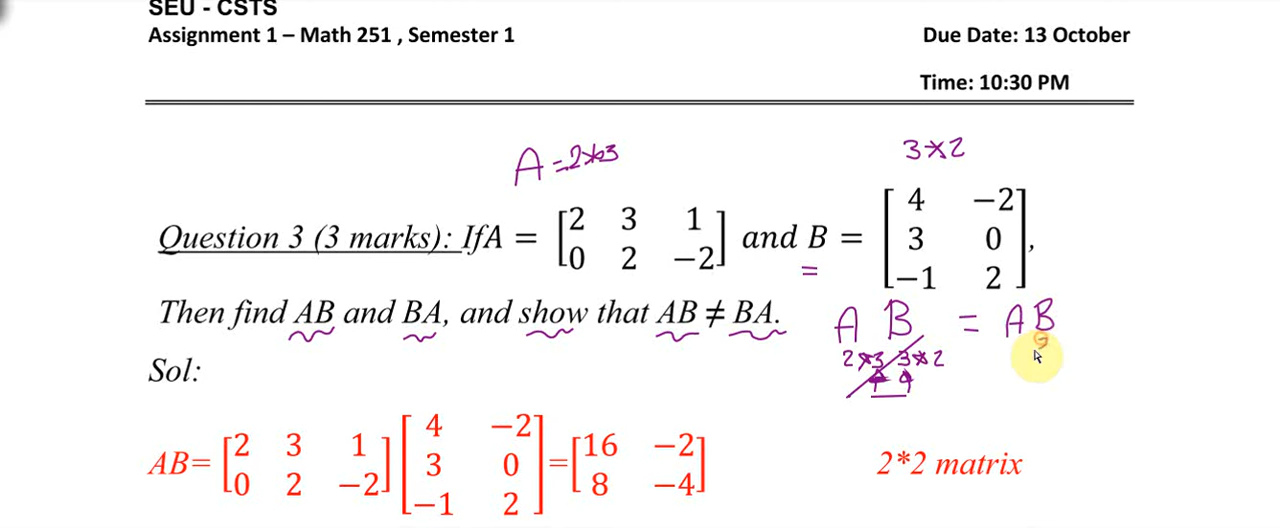 SEU - CSTS
Assignment 1 – Math 251 , Semester 1 Due Date: 13 October
Time: 10:30 PM
A = 2*3 3*2
Question 3 (3 marks): IfA = [2 3 1; 0 2 −2] and B = [4 −2; 3 0; −1 2],
Then find AB and BA, and show that AB ≠ BA. A B = AB
2*3 3*2
Sol:
AB= [2 3 1; 0 2 −2] [4 −2; 3 0; −1 2] = [16 −2; 8 −4] 2*2 matrix